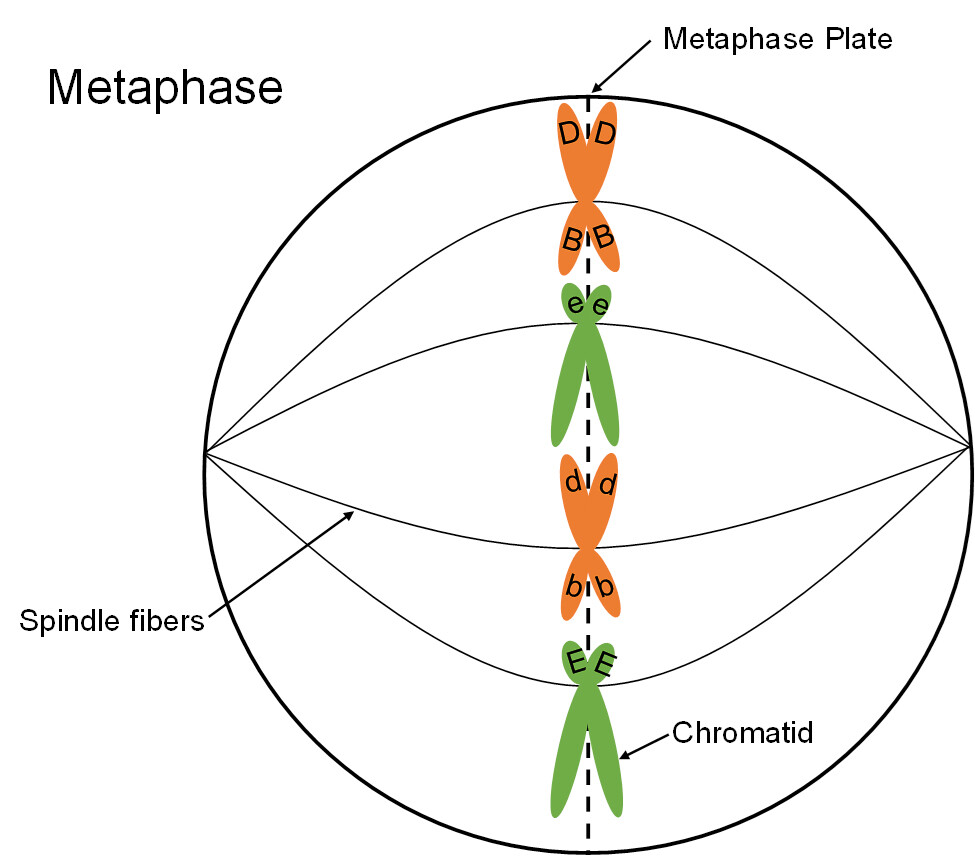 Metaphase Plate
Metaphase
D D
B B
e e
d d
b b
Spindle fibers
E E
Chromatid